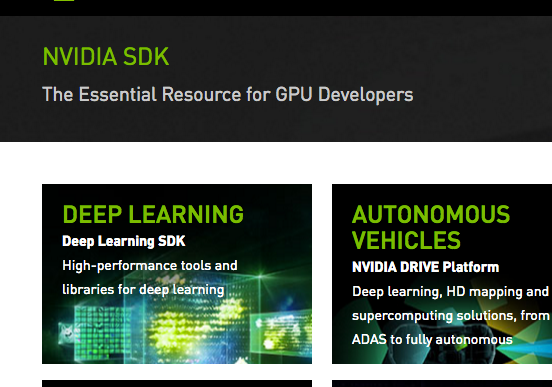 NVIDIA SDK
The Essential Resource for GPU Developers
DEEP LEARNING
Deep Learning SDK
High-performance tools and
libraries for deep learning
AUTONOMOUS
VEHICLES
NVIDIA DRIVE Platform
Deep learning, HD mapping and
supercomputing solutions, from
ADAS to fully autonomous